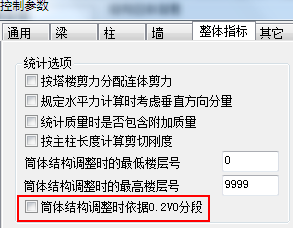 控制参数
通用 梁 柱 墙 整体指标 其它
统计选项
按塔楼剪力分配连体剪力
规定水平力计算时考虑垂直方向分量
统计质量时是否包含附加质量
按主柱长度计算剪切刚度
筒体结构调整时的最低楼层号 0
筒体结构调整时的最高楼层号 9999
筒体结构调整时依据0.2V0分段